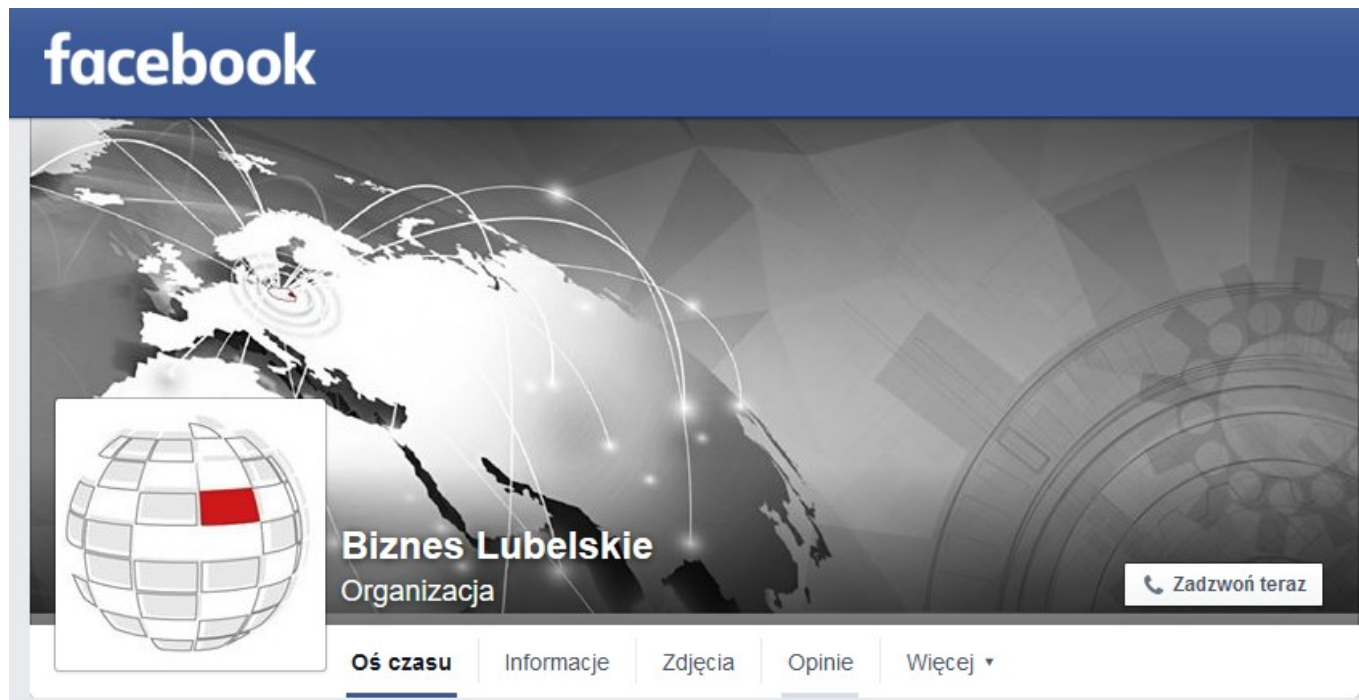 facebook
Biznes Lubelskie
Organizacja
Zadzwoń teraz
Oś czasu Informacje Zdjęcia Opinie Więcej